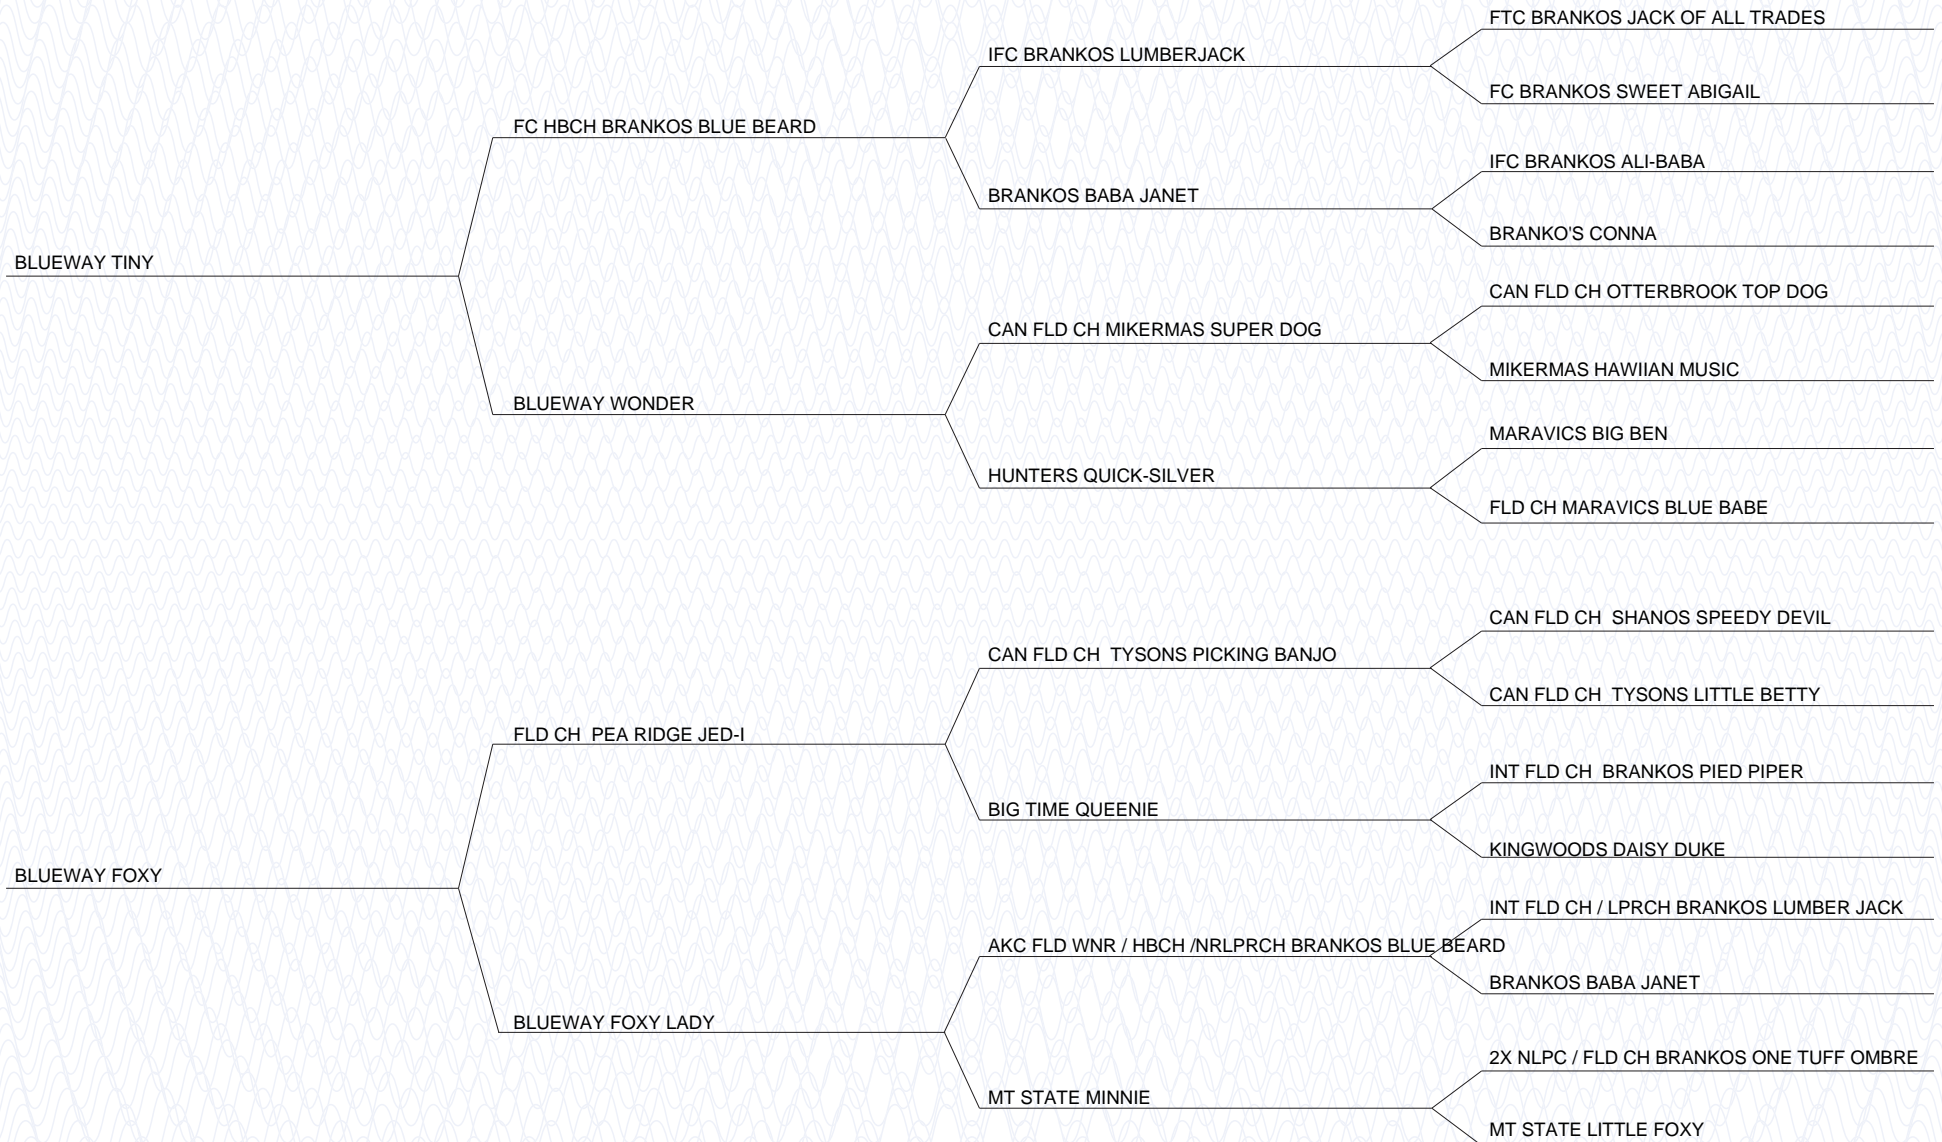 FTC BRANKOS JACK OF ALL TRADES
IFC BRANKOS LUMBERJACK
FC BRANKOS SWEET ABIGAIL
FC HBCH BRANKOS BLUE BEARD
IFC BRANKOS ALI-BABA
BRANKOS BABA JANET
BRANKO'S CONNA
BLUEWAY TINY
CAN FLD CH OTTERBROOK TOP DOG
CAN FLD CH MIKERMAS SUPER DOG
MIKERMAS HAWIIAN MUSIC
BLUEWAY WONDER
MARAVICS BIG BEN
HUNTERS QUICK-SILVER
FLD CH MARAVICS BLUE BABE
CAN FLD CH  SHANOS SPEEDY DEVIL
CAN FLD CH  TYSONS PICKING BANJO
CAN FLD CH  TYSONS LITTLE BETTY
FLD CH  PEA RIDGE JED-I
INT FLD CH  BRANKOS PIED PIPER
BIG TIME QUEENIE
KINGWOODS DAISY DUKE
BLUEWAY FOXY
INT FLD CH / LPRCH BRANKOS LUMBER JACK
AKC FLD WNR / HBCH /NRLPRCH BRANKOS BLUE BEARD
BRANKOS BABA JANET
BLUEWAY FOXY LADY
2X NLPC / FLD CH BRANKOS ONE TUFF OMBRE
MT STATE MINNIE
MT STATE LITTLE FOXY